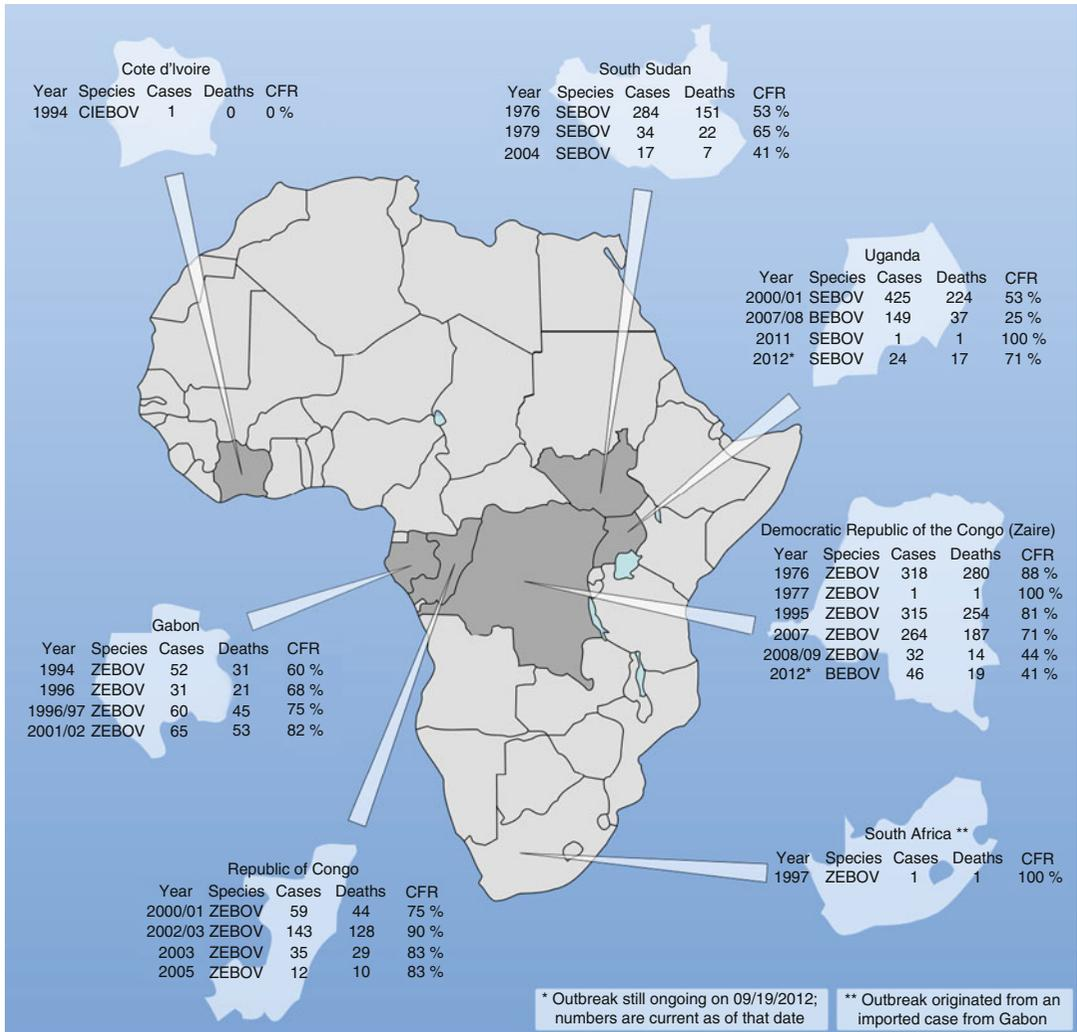 Cote d'Ivoire
Year Species Cases Deaths CFR
1994 CIEBOV 1 0 0 %
South Sudan
Year Species Cases Deaths CFR
1976 SEBOV 284 151 53 %
1979 SEBOV 34 22 65 %
2004 SEBOV 17 7 41 %
Uganda
Year Species Cases Deaths CFR
2000/01 SEBOV 425 224 53 %
2007/08 BEBOV 149 37 25 %
2011 SEBOV 1 1 100 %
2012* SEBOV 24 17 71 %
Democratic Republic of the Congo (Zaire)
Year Species Cases Deaths CFR
1976 ZEBOV 318 280 88 %
1977 ZEBOV 1 1 100 %
1995 ZEBOV 315 254 81 %
2007 ZEBOV 264 187 71 %
2008/09 ZEBOV 32 14 44 %
2012* BEBOV 46 19 41 %
Gabon
Year Species Cases Deaths CFR
1994 ZEBOV 52 31 60 %
1996 ZEBOV 31 21 68 %
1996/97 ZEBOV 60 45 75 %
2001/02 ZEBOV 65 53 82 %
South Africa **
Year Species Cases Deaths CFR
1997 ZEBOV 1 1 100 %
Republic of Congo
Year Species Cases Deaths CFR
2000/01 ZEBOV 59 44 75 %
2002/03 ZEBOV 143 128 90 %
2003 ZEBOV 35 29 83 %
2005 ZEBOV 12 10 83 %
* Outbreak still ongoing on 09/19/2012;
numbers are current as of that date
** Outbreak originated from an
imported case from Gabon